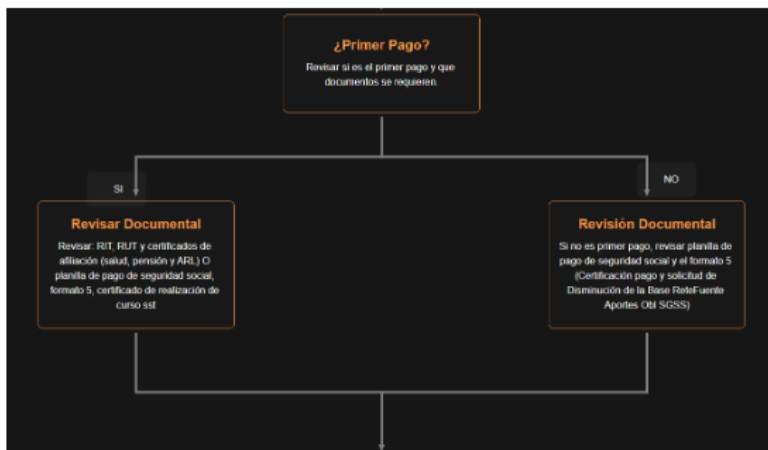 ¿Primer Pago?
Revisar si es el primer pago y que
documentos se requieren.
SI
NO
Revisar Documental
Revisar: RIT, RUT y certificados de
afiliación (salud, pensión y ARL) O
planilla de pago de seguridad social,
formato 5, certificado de realización de
curso sst
Revisión Documental
Si no es primer pago, revisar planilla de
pago de seguridad social y el formato 5
(Certificación pago y solicitud de
Disminución de la Base ReteFuente
Aportes Obl SGSS)